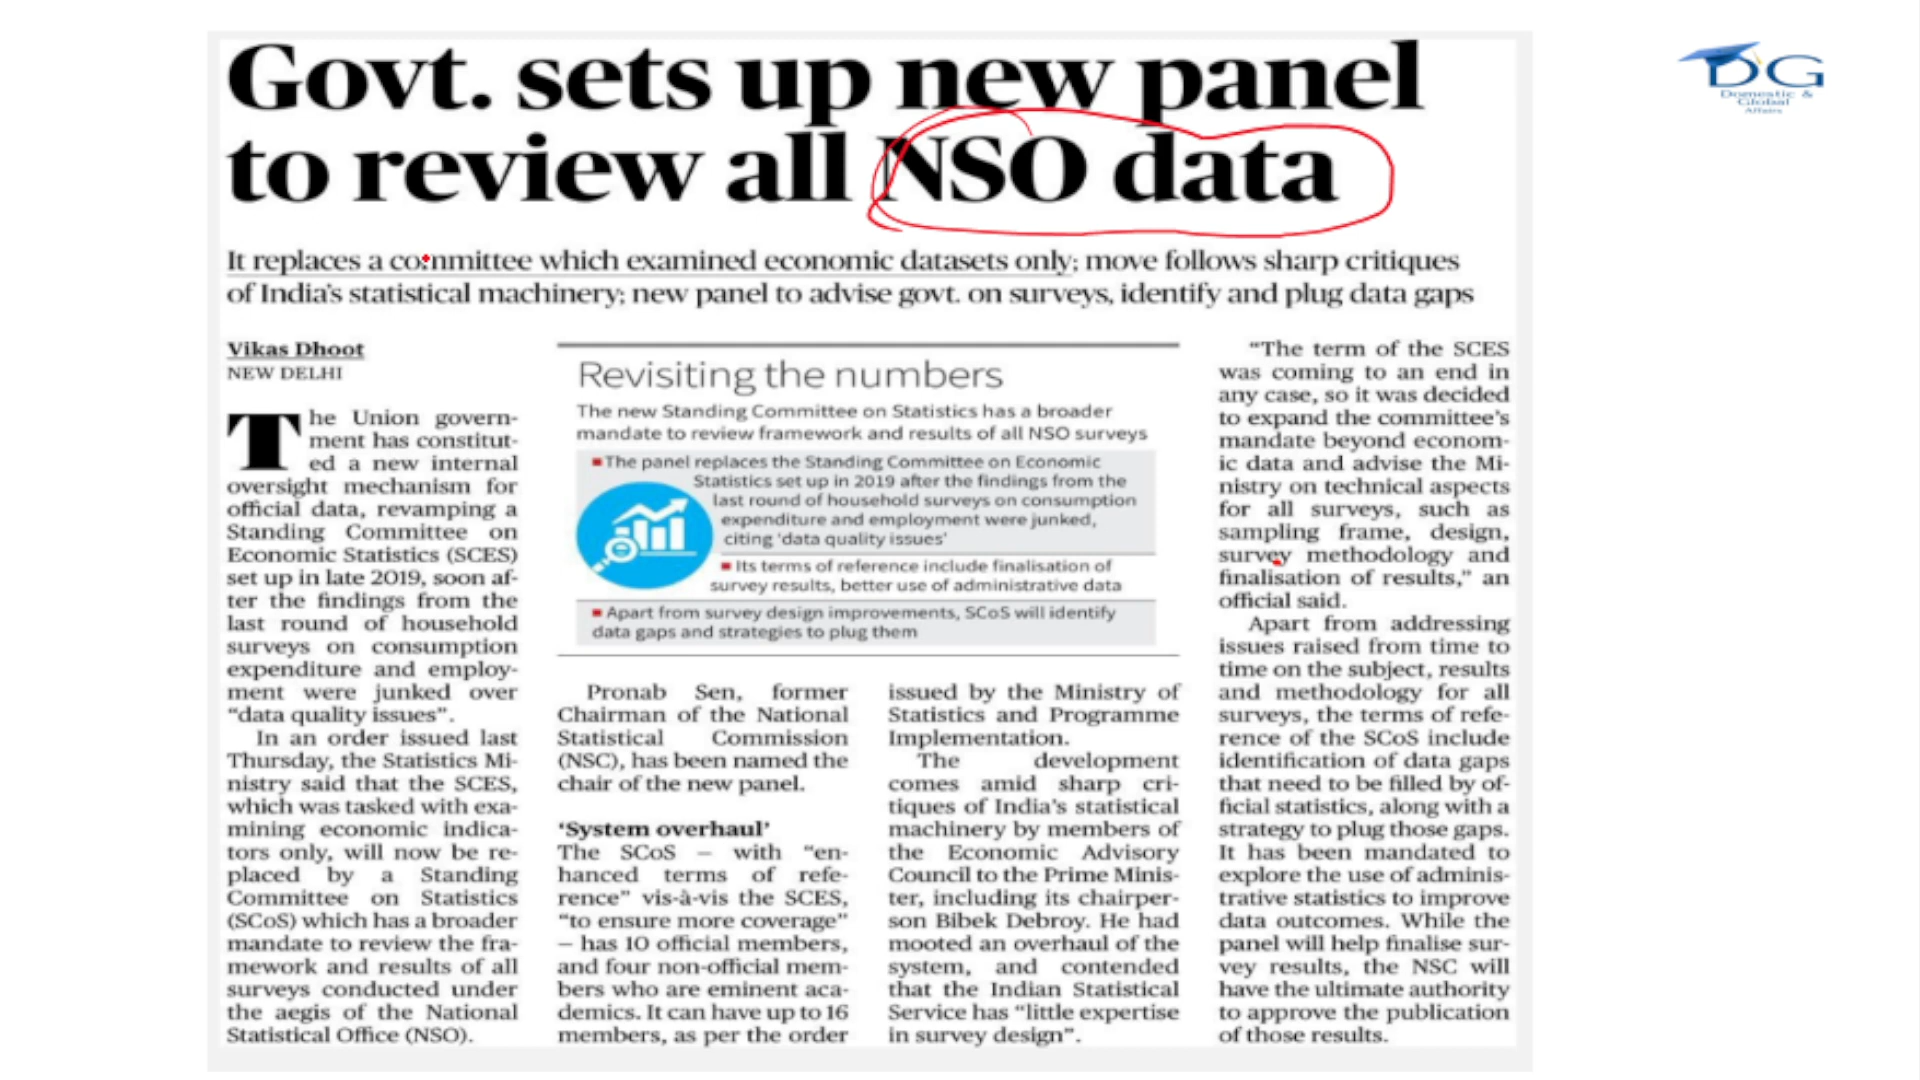 Govt. sets up new panel
to review all NSO data
It replaces a committee which examined economic datasets only; move follows sharp critiques
of India's statistical machinery; new panel to advise govt. on surveys, identify and plug data gaps
Vikas Dhoot
NEW DELHI
The Union govern-
ment has constitut-
ed a new internal
oversight mechanism for
official data, revamping a
Standing Committee on
Economic Statistics (SCES)
set up in late 2019, soon af-
ter the findings from the
last round of household
surveys on consumption
expenditure and employ-
ment were junked over
“data quality issues”.
In an order issued last
Thursday, the Statistics Mi-
nistry said that the SCES,
which was tasked with exa-
mining economic indica-
tors only, will now be re-
placed by a Standing
Committee on Statistics
(SCoS) which has a broader
mandate to review the fra-
mework and results of all
surveys conducted under
the aegis of the National
Statistical Office (NSO).
Revisiting the numbers
The new Standing Committee on Statistics has a broader
mandate to review framework and results of all NSO surveys
The panel replaces the Standing Committee on Economic
Statistics set up in 2019 after the findings from the
last round of household surveys on consumption
expenditure and employment were junked,
citing ‘data quality issues’
Its terms of reference include finalisation of
survey results, better use of administrative data
Apart from survey design improvements, SCoS will identify
data gaps and strategies to plug them
Pronab Sen, former
Chairman of the National
Statistical Commission
(NSC), has been named the
chair of the new panel.
‘System overhaul’
The SCoS – with “en-
hanced terms of refe-
rence” vis-à-vis the SCES,
“to ensure more coverage”
– has 10 official members,
and four non-official mem-
bers who are eminent aca-
demics. It can have up to 16
members, as per the order
issued by the Ministry of
Statistics and Programme
Implementation.
The development
comes amid sharp cri-
tiques of India's statistical
machinery by members of
the Economic Advisory
Council to the Prime Minis-
ter, including its chairper-
son Bibek Debroy. He had
mooted an overhaul of the
system, and contended
that the Indian Statistical
Service has “little expertise
in survey design”.
“The term of the SCES
was coming to an end in
any case, so it was decided
to expand the committee's
mandate beyond econom-
ic data and advise the Mi-
nistry on technical aspects
for all surveys, such as
sampling frame, design,
survey methodology and
finalisation of results,” an
official said.
Apart from addressing
issues raised from time to
time on the subject, results
and methodology for all
surveys, the terms of refe-
rence of the SCoS include
identification of data gaps
that need to be filled by of-
ficial statistics, along with a
strategy to plug those gaps.
It has been mandated to
explore the use of adminis-
trative statistics to improve
data outcomes. While the
panel will help finalise sur-
vey results, the NSC will
have the ultimate authority
to approve the publication
of those results.
DG
Domestic &
Global
Affairs